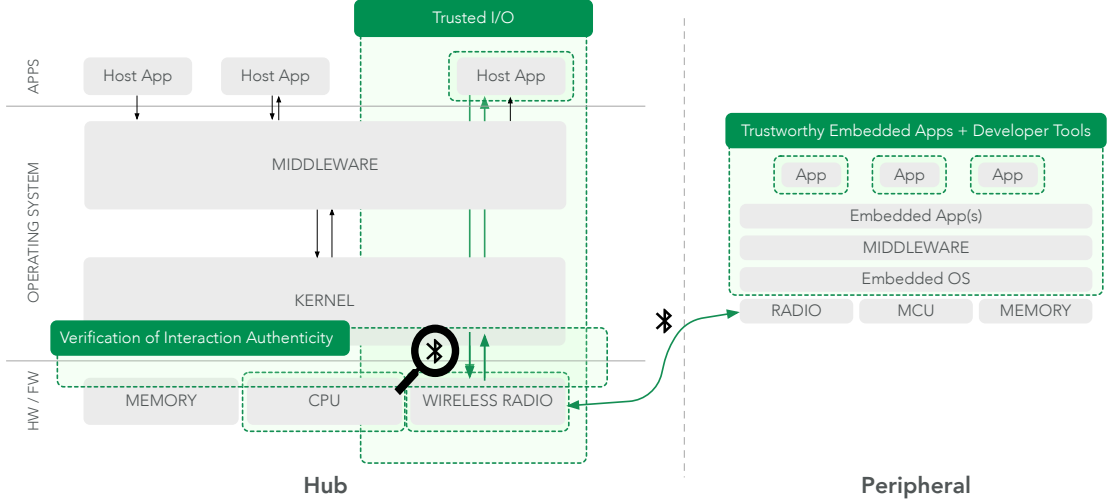 Trusted I/O
APPS
Host App
Host App
Host App
OPERATING SYSTEM
MIDDLEWARE
KERNEL
Verification of Interaction Authenticity
HW / FW
MEMORY
CPU
WIRELESS RADIO
Hub
Trustworthy Embedded Apps + Developer Tools
App
App
App
Embedded App(s)
MIDDLEWARE
Embedded OS
RADIO
MCU
MEMORY
Peripheral